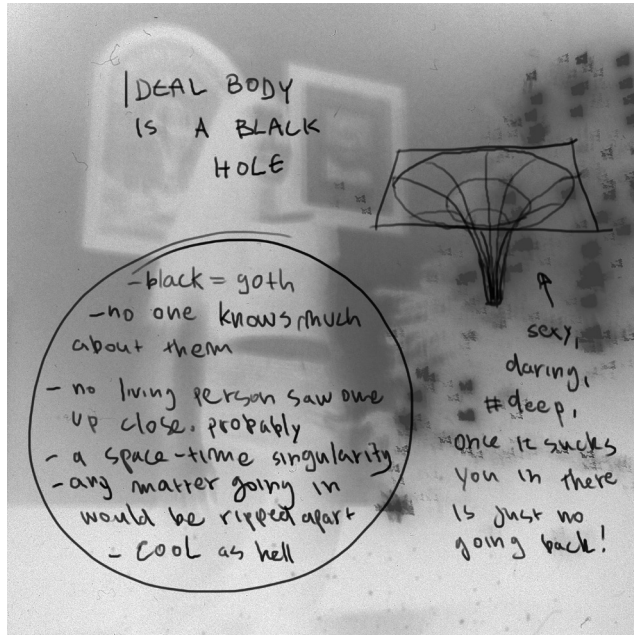 IDEAL BODY
IS A BLACK
HOLE
-black = goth
-no one knows much
about them
- no living person saw one
up close. probably
- a space-time singularity
- any matter going in
would be ripped apart
- COOL as hell
sexy,
daring,
#deep,
once it sucks
you in there
is just no
going back!